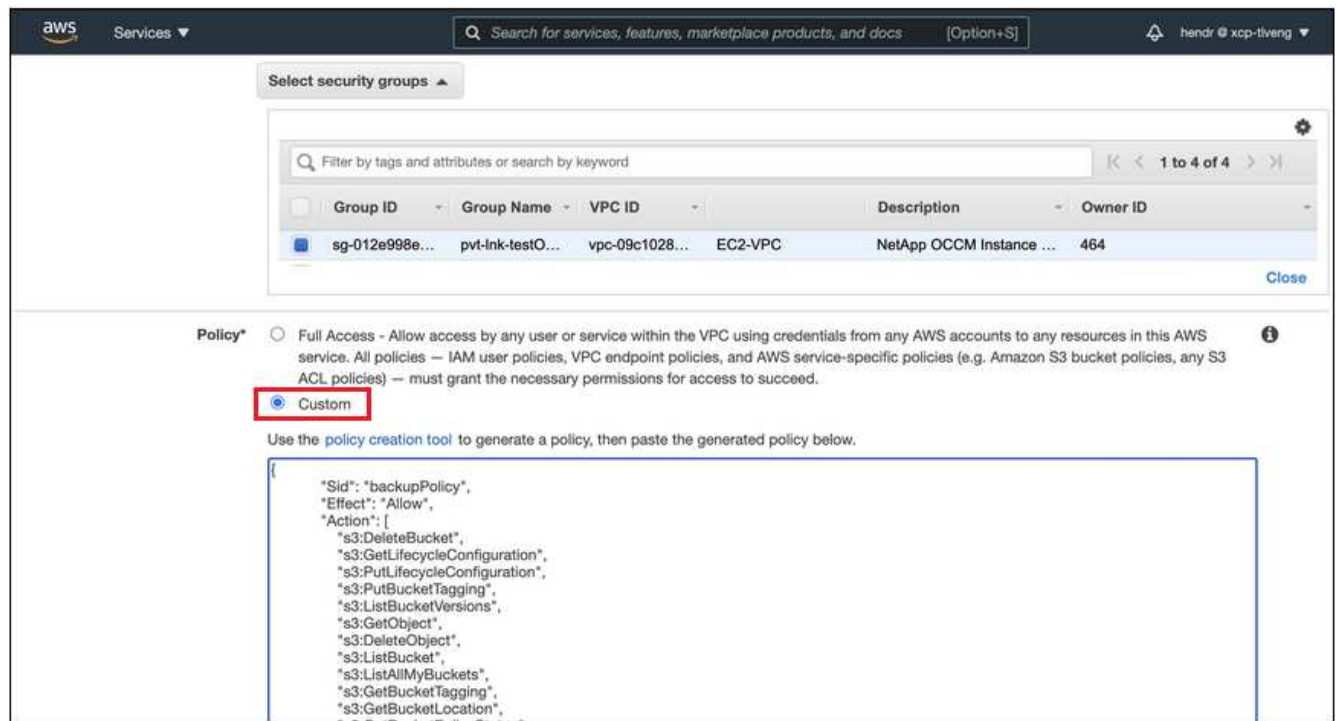 aws Services ▼ Search for services, features, marketplace products, and docs [Option+S] hendr @ xcp-tlveng ▼
Select security groups ▲
Filter by tags and attributes or search by keyword 1 to 4 of 4
Group ID Group Name VPC ID Description Owner ID
sg-012e998e... pvt-lnk-testO... vpc-09c1028... EC2-VPC NetApp OCCM Instance ... 464
Close
Policy* Full Access - Allow access by any user or service within the VPC using credentials from any AWS accounts to any resources in this AWS
service. All policies — IAM user policies, VPC endpoint policies, and AWS service-specific policies (e.g. Amazon S3 bucket policies, any S3
ACL policies) — must grant the necessary permissions for access to succeed.
Custom
Use the policy creation tool to generate a policy, then paste the generated policy below.
{
"Sid": "backupPolicy",
"Effect": "Allow",
"Action": [
"s3:DeleteBucket",
"s3:GetLifecycleConfiguration",
"s3:PutLifecycleConfiguration",
"s3:PutBucketTagging",
"s3:ListBucketVersions",
"s3:GetObject",
"s3:DeleteObject",
"s3:ListBucket",
"s3:ListAllMyBuckets",
"s3:GetBucketTagging",
"s3:GetBucketLocation",